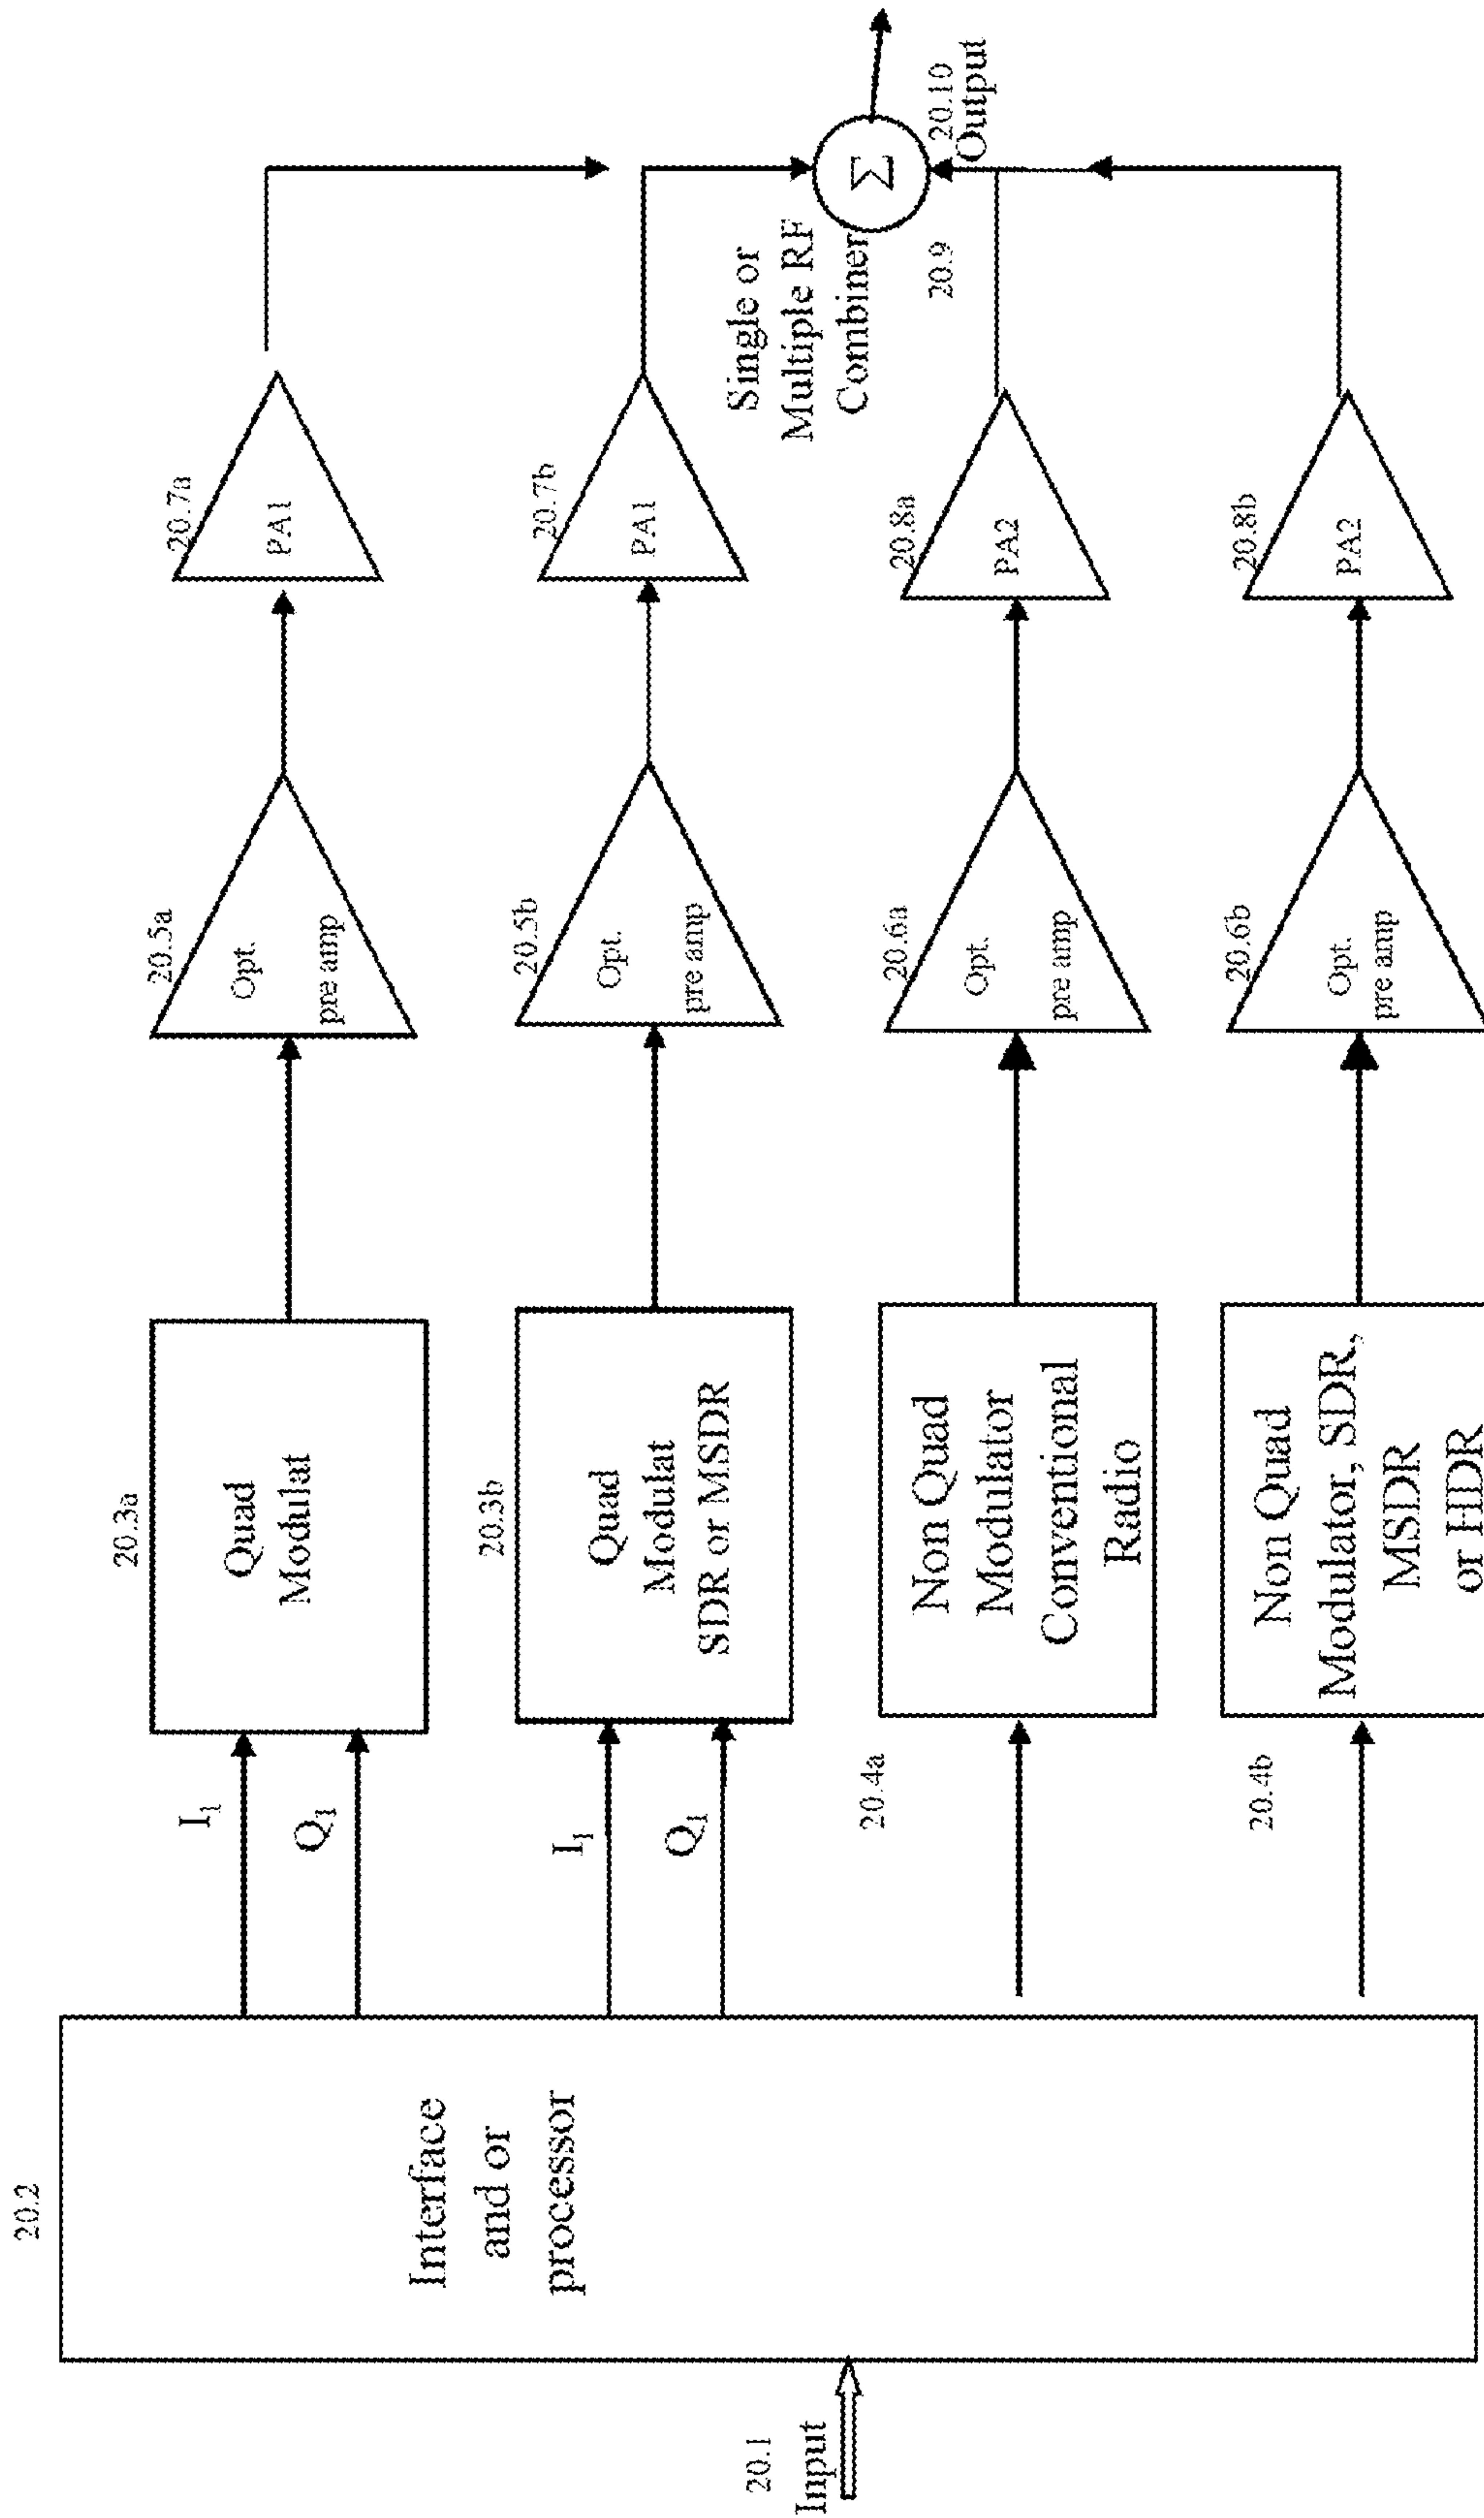 20.1
Input
20.2
Interface
and or
processor
I1
Q1
I1
Q1
20.3a
Quad
Modulat
20.3b
Quad
Modulat
SDR or MSDR
20.4a
Non Quad
Modulator
Conventional
Radio
20.4b
Non Quad
Modulator, SDR,
MSDR
or HDR
20.5a
Opt.
pre amp
20.5b
Opt.
pre amp
20.6a
Opt.
pre amp
20.6b
Opt.
pre amp
20.7a
PA1
20.7b
PA1
20.8a
PA2
20.8b
PA2
Single or
Multiple RF
Combiner
20.9
Σ
20.10
Output